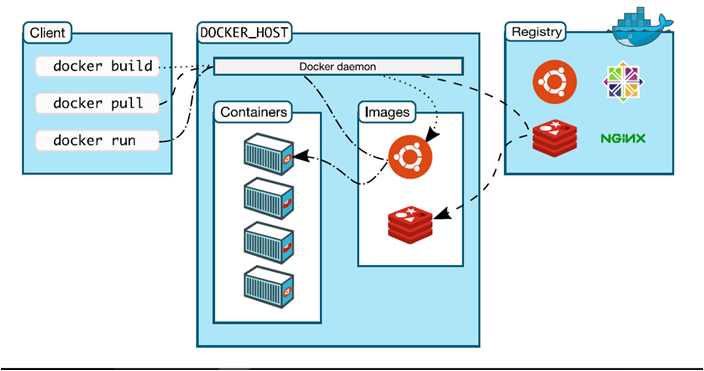 Client
docker build
docker pull
docker run
DOCKER_HOST
Docker daemon
Containers
Images
Registry
NGINX